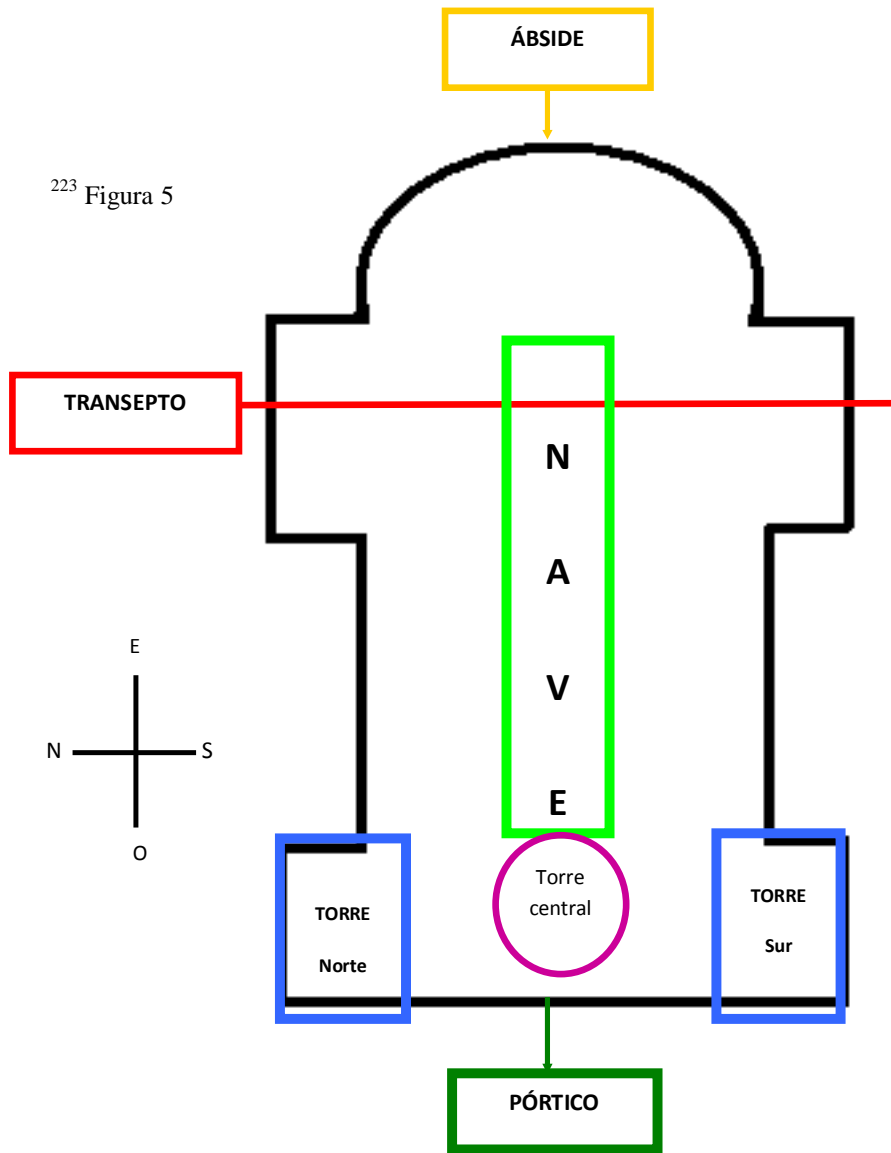 ÁBSIDE
223 Figura 5
TRANSEPTO
N
A
V
E
E
N S
O
Torre
central
TORRE
Norte
TORRE
Sur
PÓRTICO